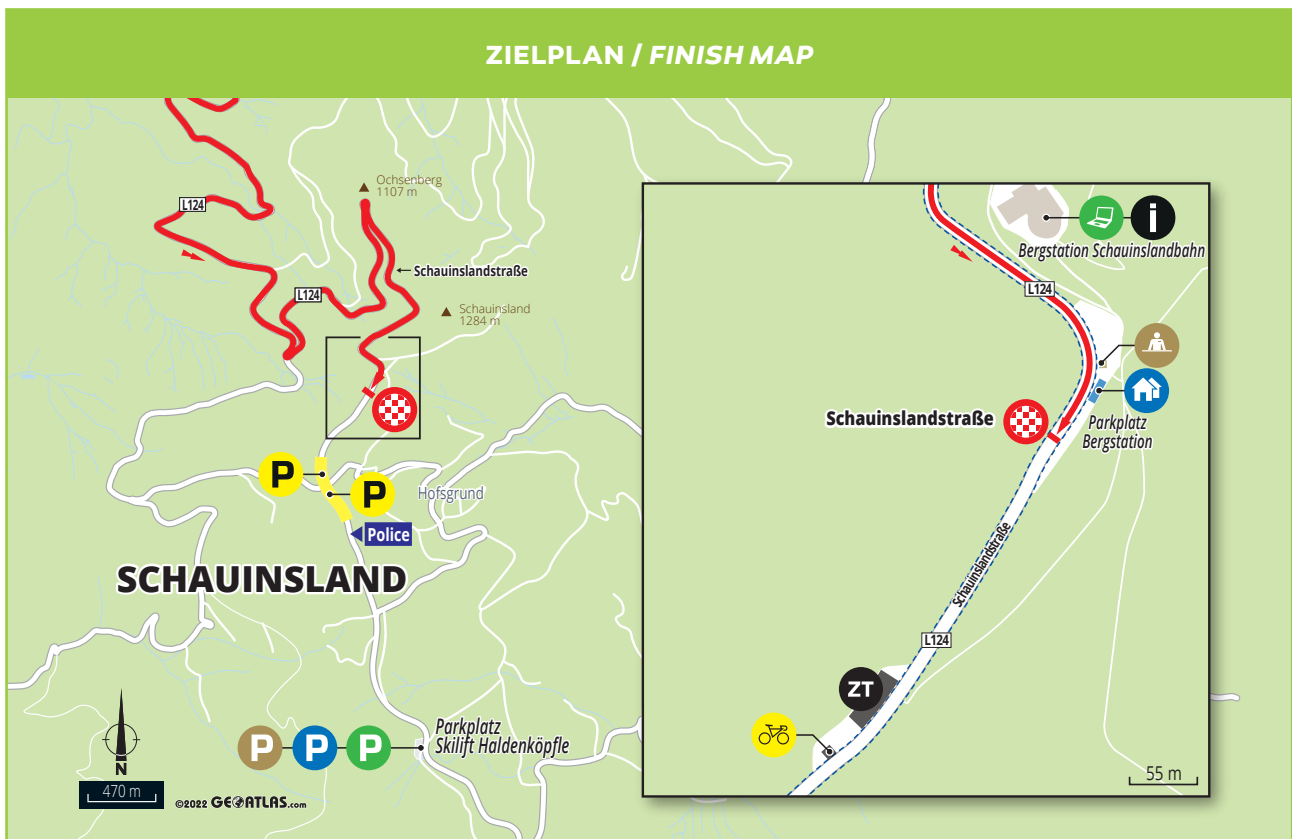 ZIELPLAN / FINISH MAP
Ochsenberg
1107 m
L124
Schauinslandstraße
L124
Schauinsland
1284 m
P
P
Hofsgrund
Police
SCHAUINSLAND
P P P
Parkplatz
Skilift Haldenköpfle
N
470 m
©2022 GEOATLAS.com
i
Bergstation Schauinslandbahn
L124
Schauinslandstraße
Parkplatz
Bergstation
Schauinslandstraße
L124
ZT
55 m